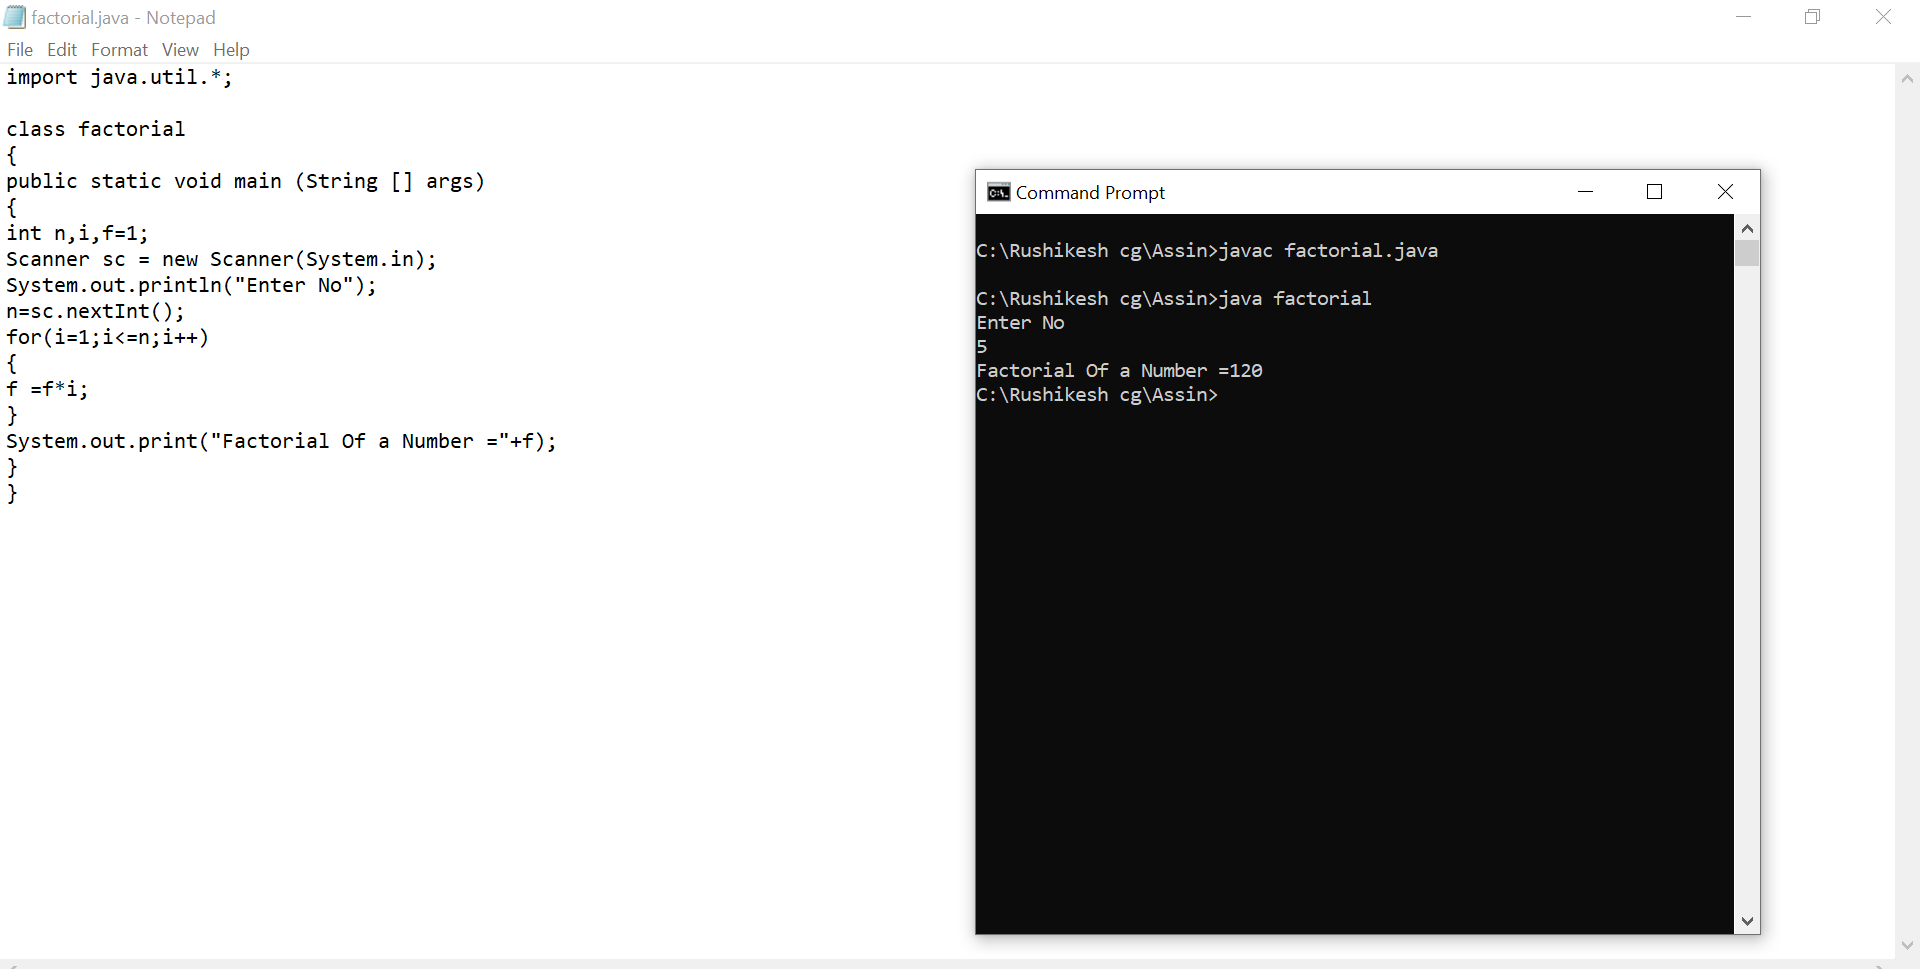 factorial.java - Notepad
File Edit Format View Help
import java.util.*;
class factorial
{
public static void main (String [] args)
{
int n,i,f=1;
Scanner sc = new Scanner(System.in);
System.out.println("Enter No");
n=sc.nextInt();
for(i=1;i<=n;i++)
{
f =f*i;
}
System.out.print("Factorial Of a Number ="+f);
}
}
C:\. Command Prompt
C:\Rushikesh cg\Assin>javac factorial.java
C:\Rushikesh cg\Assin>java factorial
Enter No
5
Factorial Of a Number =120
C:\Rushikesh cg\Assin>